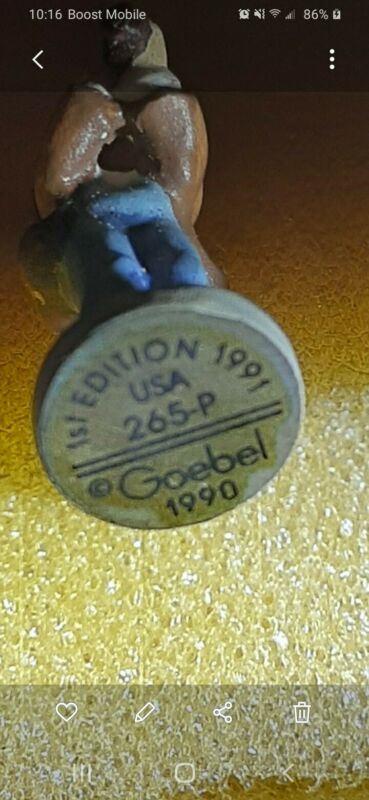 10:16 Boost Mobile 86%
1st EDITION 1991
USA
265-P
© Goebel
1990